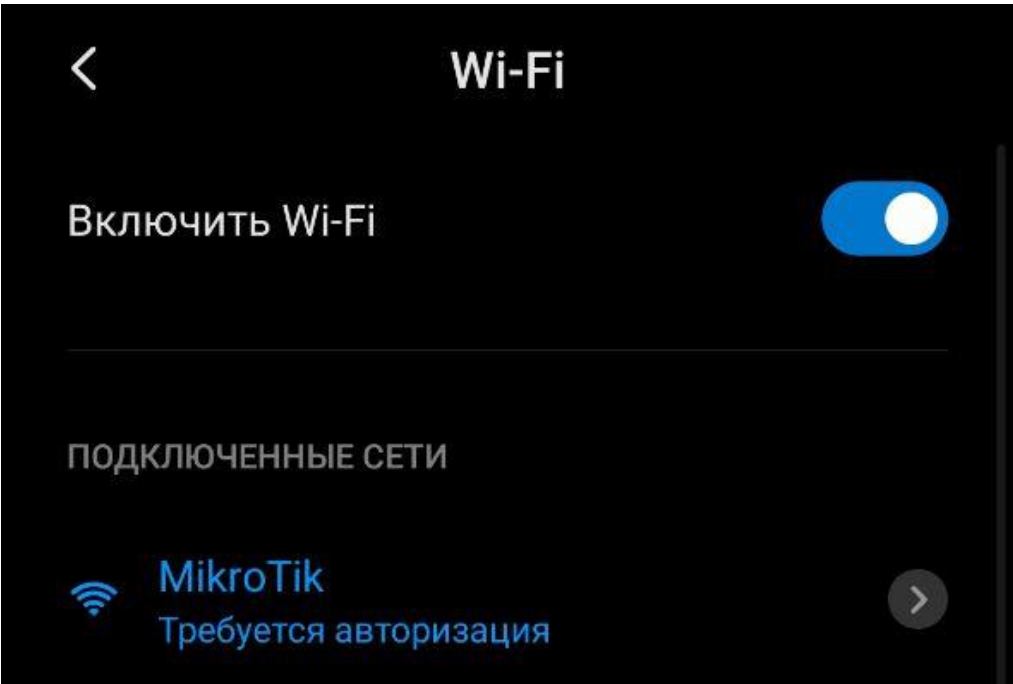 Wi-Fi
Включить Wi-Fi
ПОДКЛЮЧЕННЫЕ СЕТИ
MikroTik
Требуется авторизация